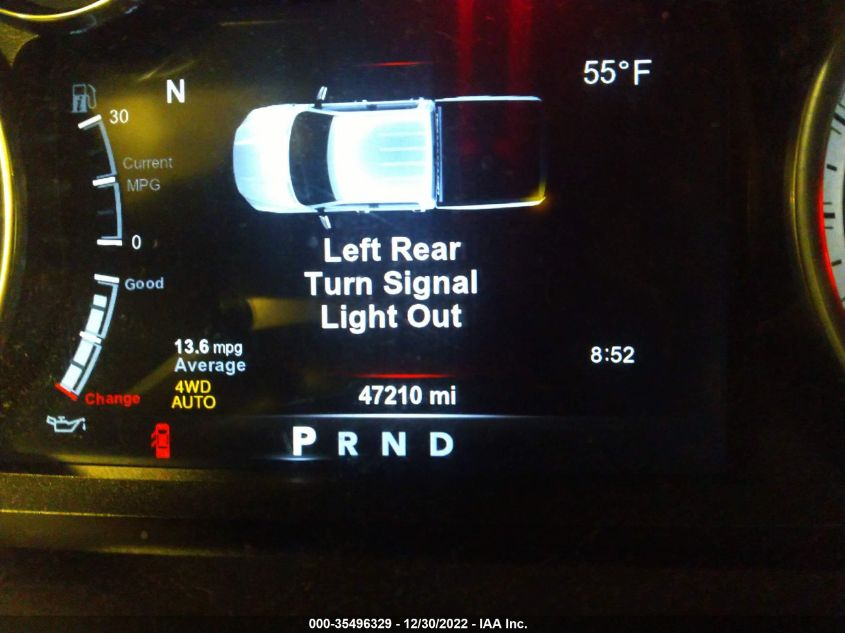 55°F
N
30
Current
MPG
0
Good
Left Rear
Turn Signal
Light Out
13.6 mpg
Average
8:52
4WD
AUTO
47210 mi
Change
P R N D
000-35496329 - 12/30/2022 - IAA Inc.